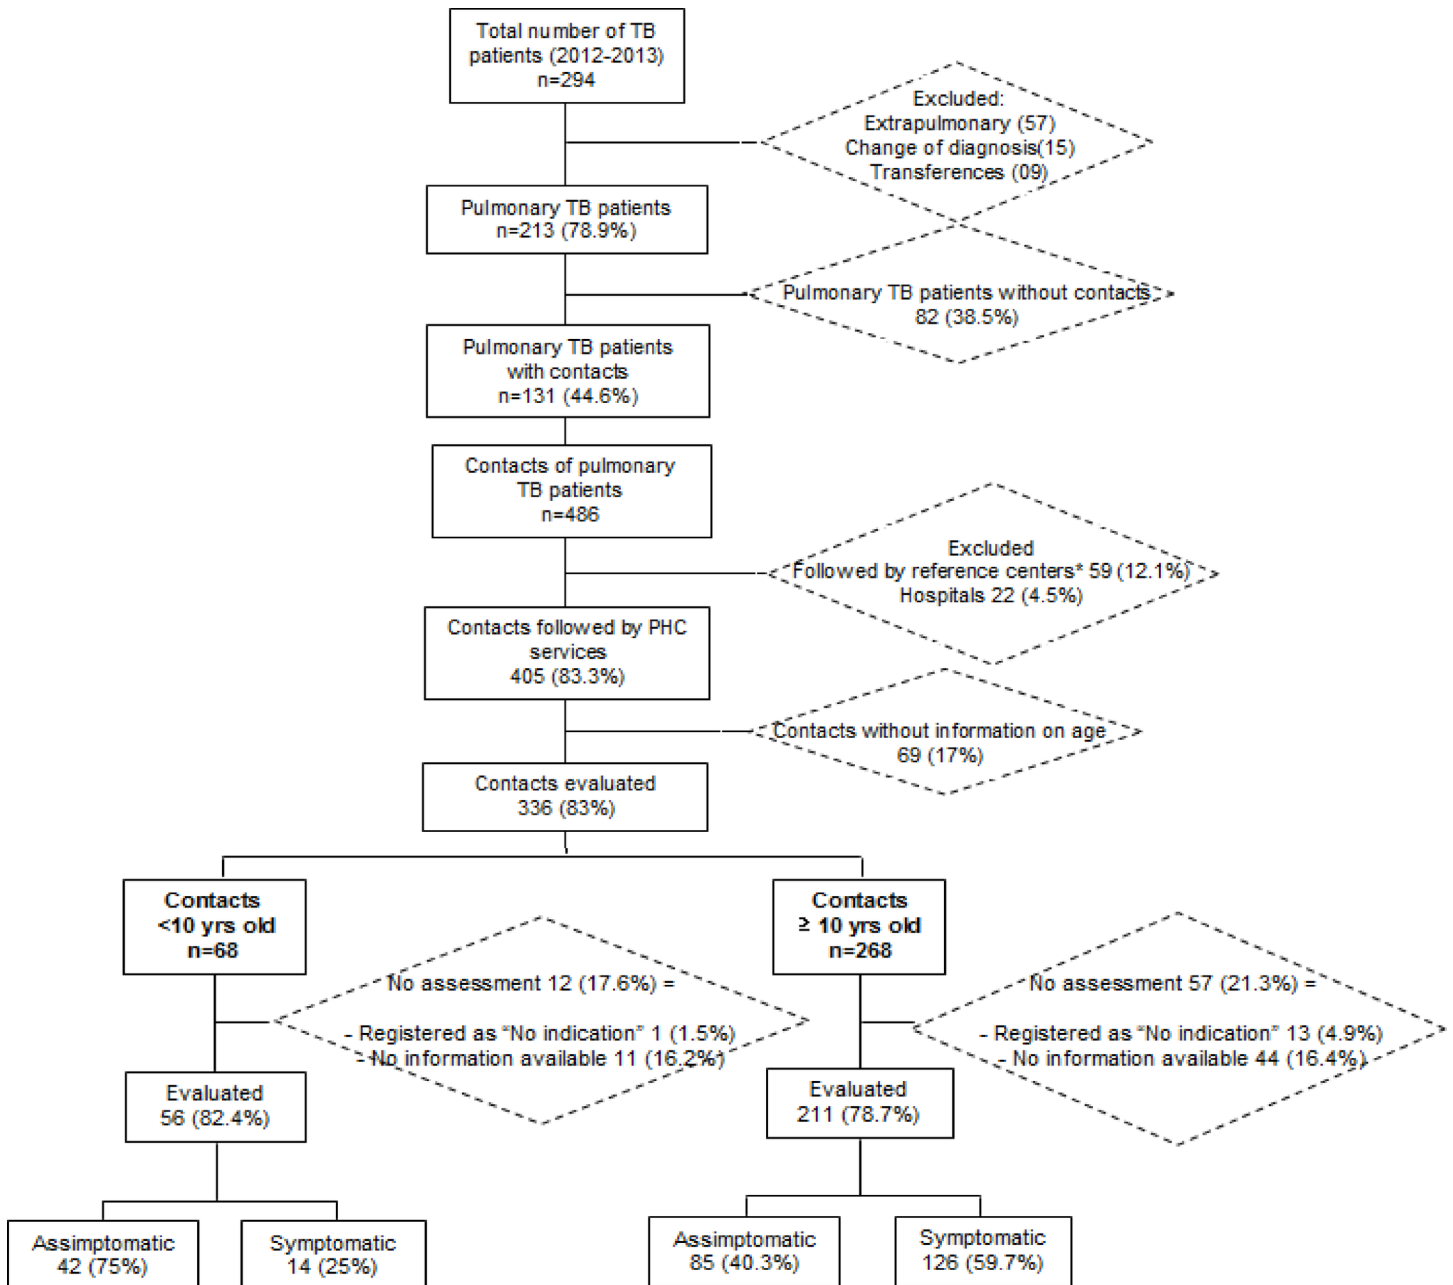 Total number of TB
patients (2012-2013)
n=294
Excluded:
Extrapulmonary (57)
Change of diagnosis(15)
Transferences (09)
Pulmonary TB patients
n=213 (78.9%)
Pulmonary TB patients without contacts
82 (38.5%)
Pulmonary TB patients
with contacts
n=131 (44.6%)
Contacts of pulmonary
TB patients
n=486
Excluded
Followed by reference centers* 59 (12.1%)
Hospitals 22 (4.5%)
Contacts followed by PHC
services
405 (83.3%)
Contacts without information on age
69 (17%)
Contacts evaluated
336 (83%)
Contacts
<10 yrs old
n=68
No assessment 12 (17.6%) =
- Registered as "No indication" 1 (1.5%)
- No information available 11 (16.2%)
Evaluated
56 (82.4%)
Assimptomatic
42 (75%)
Symptomatic
14 (25%)
Contacts
≥ 10 yrs old
n=268
No assessment 57 (21.3%) =
- Registered as "No indication" 13 (4.9%)
- No information available 44 (16.4%)
Evaluated
211 (78.7%)
Assimptomatic
85 (40.3%)
Symptomatic
126 (59.7%)